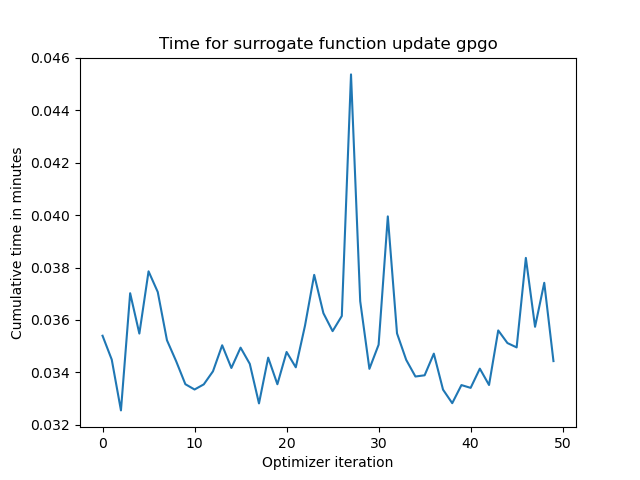 Time for surrogate function update gpgo
Cumulative time in minutes
0.046
0.044
0.042
0.040
0.038
0.036
0.034
0.032
0 10 20 30 40 50
Optimizer iteration